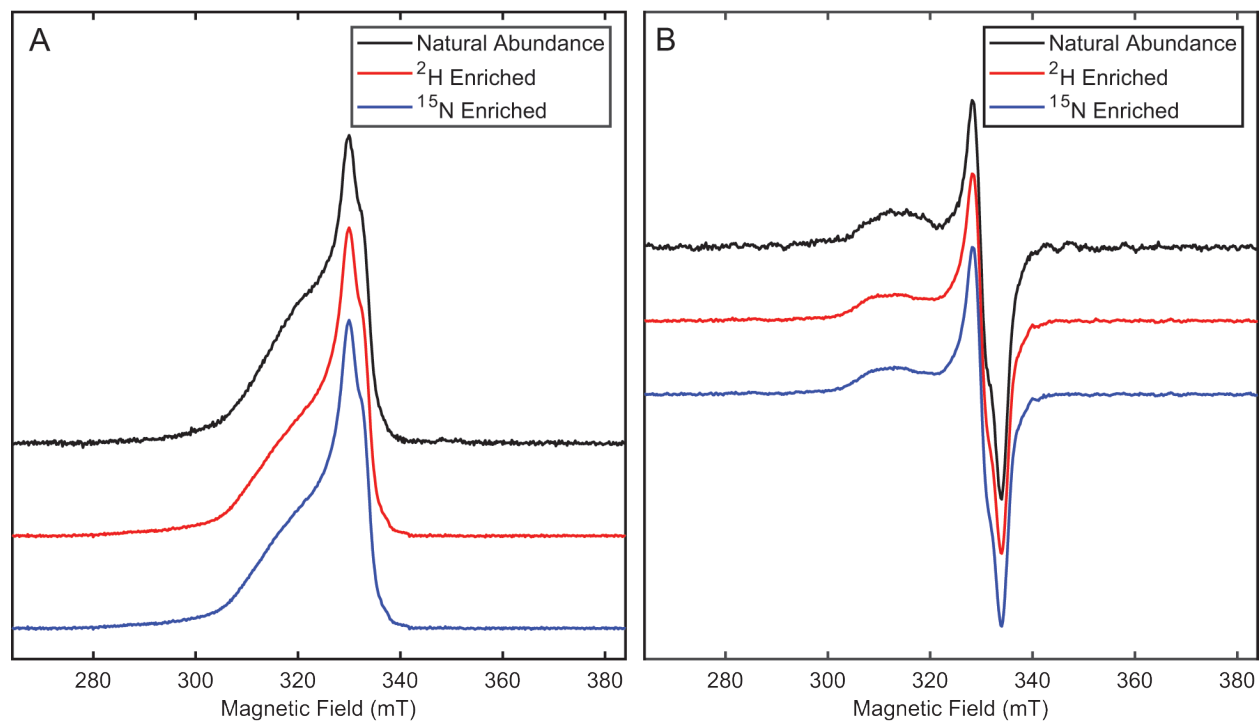 A
Natural Abundance
²H Enriched
¹⁵N Enriched
280 300 320 340 360 380
Magnetic Field (mT)
B
Natural Abundance
²H Enriched
¹⁵N Enriched
280 300 320 340 360 380
Magnetic Field (mT)